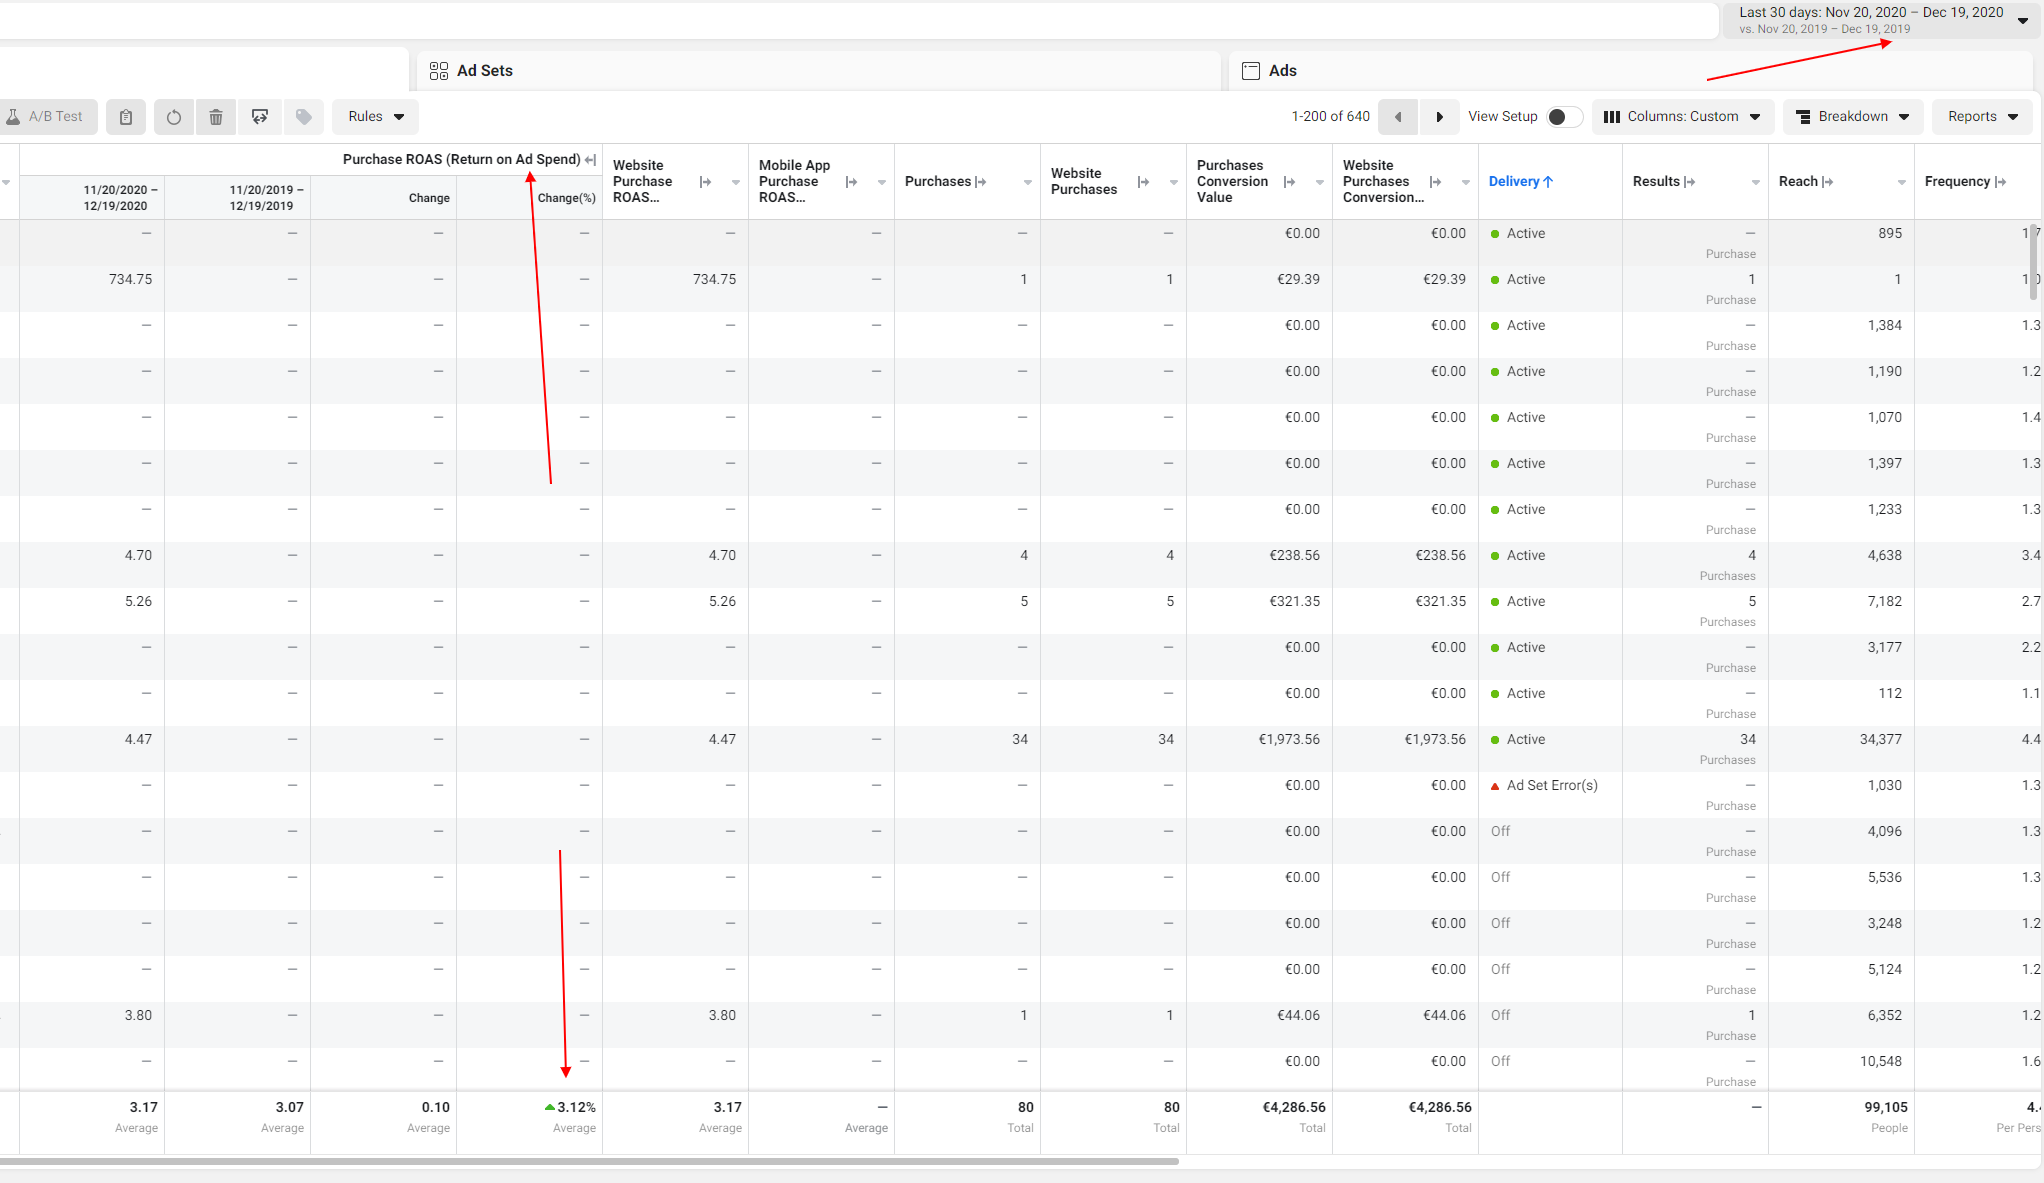 Last 30 days: Nov 20, 2020 – Dec 19, 2020
vs. Nov 20, 2019 – Dec 19, 2019
Ad Sets
Ads
A/B Test
Rules
1-200 of 640
View Setup
Columns: Custom
Breakdown
Reports
Purchase ROAS (Return on Ad Spend)
11/20/2020 –
12/19/2020
11/20/2019 –
12/19/2019
Change
Change(%)
Website
Purchase
ROAS...
Mobile App
Purchase
ROAS...
Purchases
Website
Purchases
Purchases
Conversion
Value
Website
Purchases
Conversion...
Delivery
Results
Reach
Frequency
— — — — — — — — €0.00 €0.00 Active — 895
Purchase
734.75 — — — 734.75 — 1 1 €29.39 €29.39 Active 1 1
Purchase
— — — — — — — — €0.00 €0.00 Active — 1,384 1.3
Purchase
— — — — — — — — €0.00 €0.00 Active — 1,190 1.2
Purchase
— — — — — — — — €0.00 €0.00 Active — 1,070 1.4
Purchase
— — — — — — — — €0.00 €0.00 Active — 1,397 1.3
Purchase
— — — — — — — — €0.00 €0.00 Active — 1,233 1.3
Purchase
4.70 — — — 4.70 — 4 4 €238.56 €238.56 Active 4 4,638 3.4
Purchases
5.26 — — — 5.26 — 5 5 €321.35 €321.35 Active 5 7,182 2.7
Purchases
— — — — — — — — €0.00 €0.00 Active — 3,177 2.2
Purchase
— — — — — — — — €0.00 €0.00 Active — 112 1.1
Purchase
4.47 — — — 4.47 — 34 34 €1,973.56 €1,973.56 Active 34 34,377 4.4
Purchases
— — — — — — — — €0.00 €0.00 Ad Set Error(s) — 1,030 1.3
Purchase
— — — — — — — — €0.00 €0.00 Off — 4,096 1.3
Purchase
— — — — — — — — €0.00 €0.00 Off — 5,536 1.3
Purchase
— — — — — — — — €0.00 €0.00 Off — 3,248 1.2
Purchase
— — — — — — — — €0.00 €0.00 Off — 5,124 1.2
Purchase
3.80 — — — 3.80 — 1 1 €44.06 €44.06 Off 1 6,352 1.2
Purchase
— — — — — — — — €0.00 €0.00 Off — 10,548 1.6
Purchase
3.17 3.07 0.10 3.12% 3.17 — 80 80 €4,286.56 €4,286.56 — 99,105 4.
Average Average Average Average Average Average Total Total Total Total People Per Pers